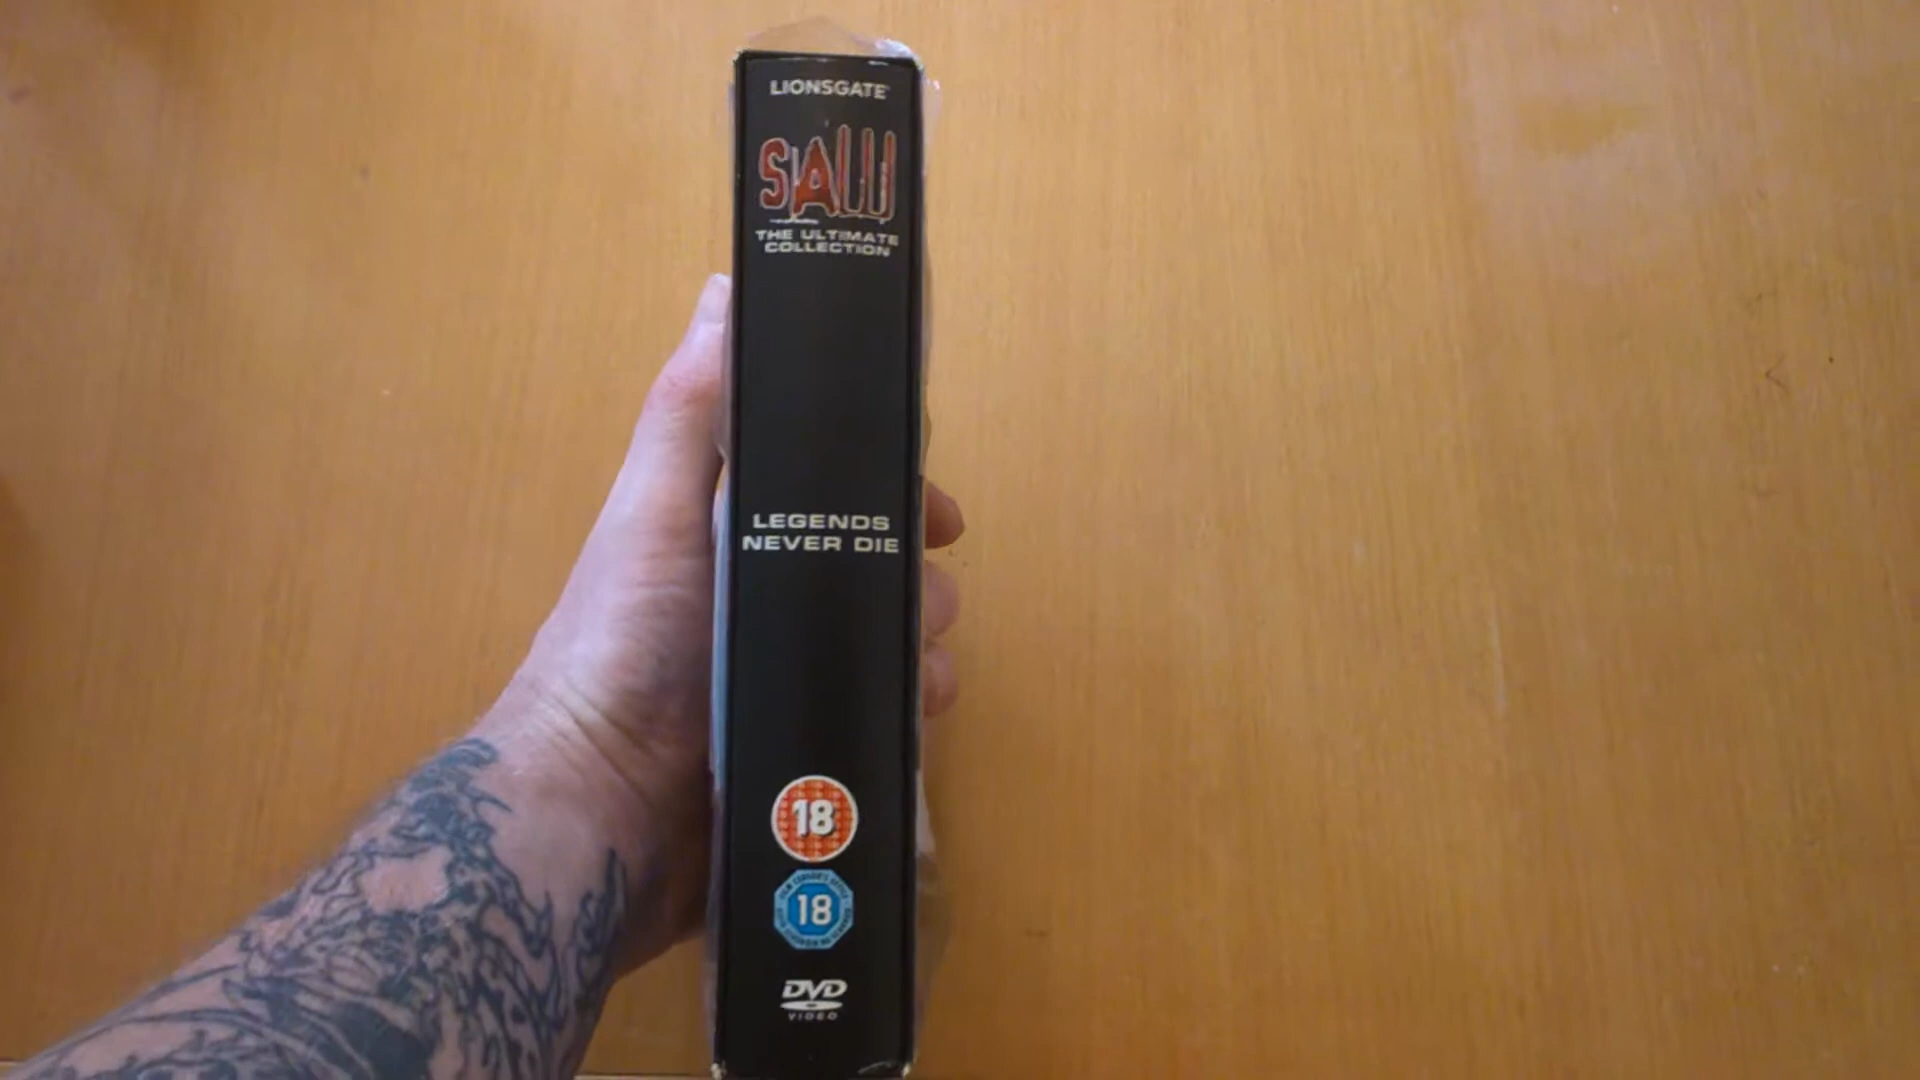 LIONSGATE
SAW
THE ULTIMATE
COLLECTION
LEGENDS
NEVER DIE
18
18
DVD
VIDEO